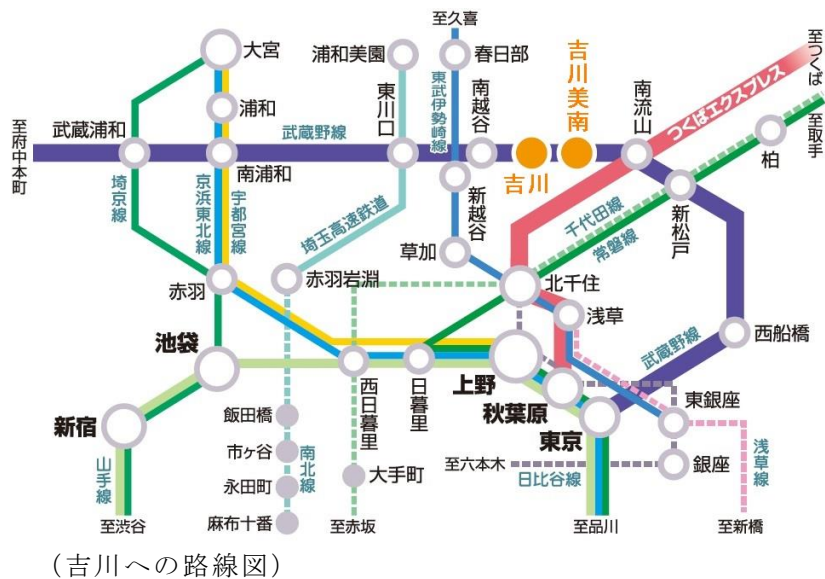 至久喜
大宮
浦和美園
春日部
吉川美南
至つくば
つくばエクスプレス
浦和
東川口
東武伊勢崎線
南越谷
南流山
至取手
柏
至府中本町
武蔵浦和
武蔵野線
南浦和
吉川
新越谷
新松戸
埼京線
京浜東北線
宇都宮線
埼玉高速鉄道
千代田線
常磐線
草加
赤羽
赤羽岩淵
北千住
浅草
西船橋
武蔵野線
池袋
上野
西日暮里
日暮里
秋葉原
東京
東銀座
新宿
飯田橋
市ヶ谷
永田町
麻布十番
南北線
大手町
至六本木
日比谷線
銀座
浅草線
山手線
至渋谷
至赤坂
至品川
至新橋
(吉川への路線図)